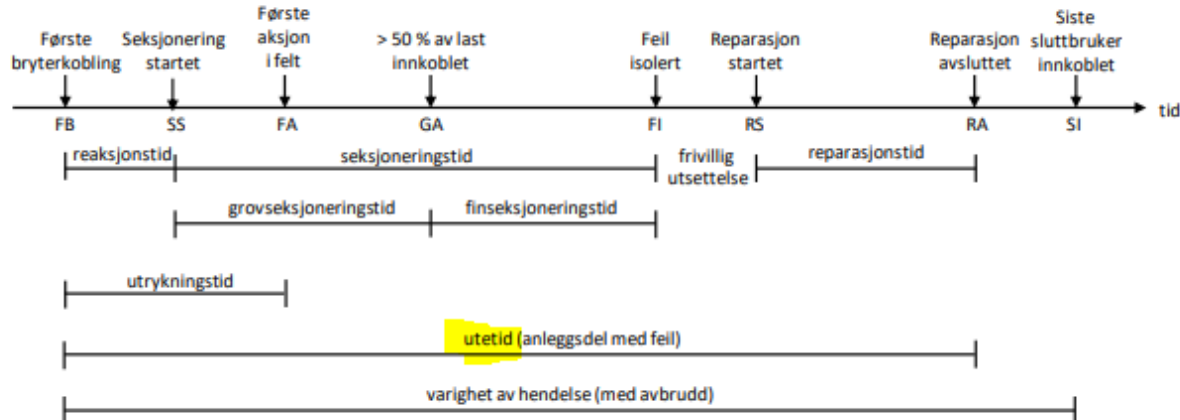 Første
bryterkobling
Seksjonering
startet
Første
aksjon
i felt
> 50 % av last
innkoblet
Feil
isolert
Reparasjon
startet
Reparasjon
avsluttet
Siste
sluttbruker
innkoblet
tid
FB
SS
FA
GA
FI
RS
RA
SI
reaksjonstid
seksjoneringstid
frivillig
utsettelse
reparasjonstid
grovseksjoneringstid
finseksjoneringstid
utrykningstid
utetid (anleggsdel med feil)
varighet av hendelse (med avbrudd)